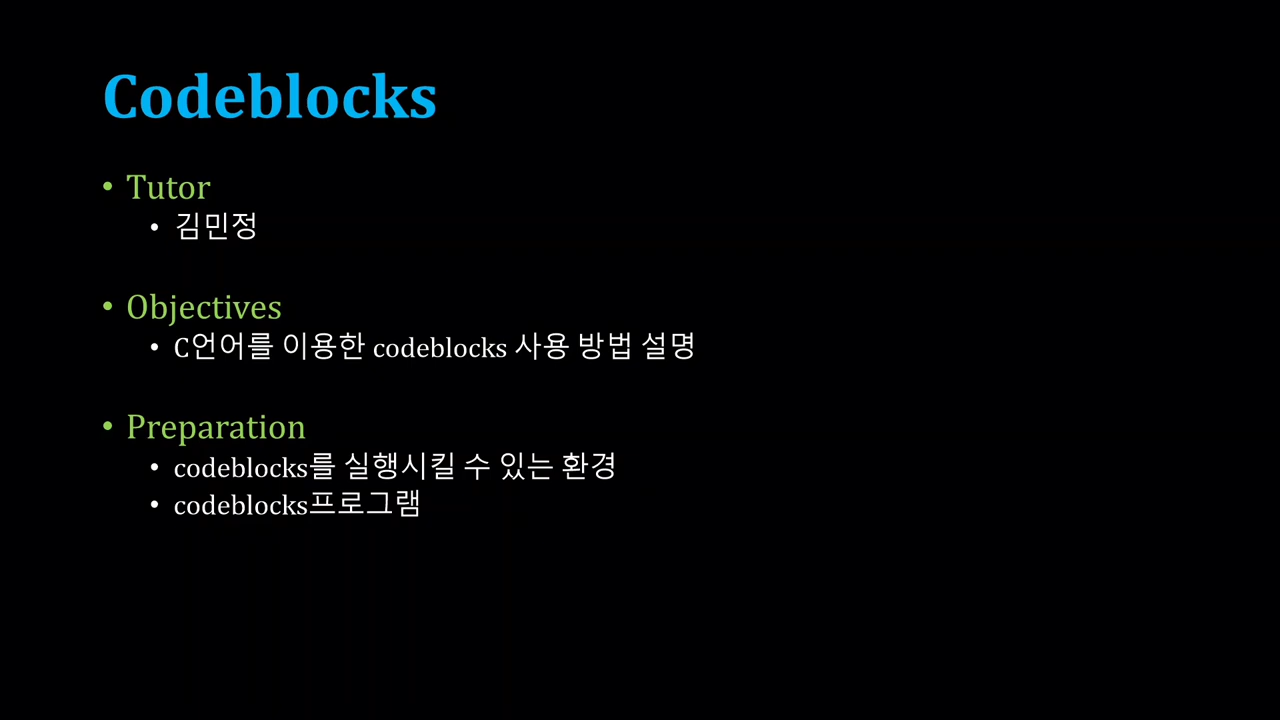 Codeblocks
• Tutor
• 김민정
• Objectives
• C언어를 이용한 codeblocks 사용 방법 설명
• Preparation
• codeblocks를 실행시킬 수 있는 환경
• codeblocks프로그램